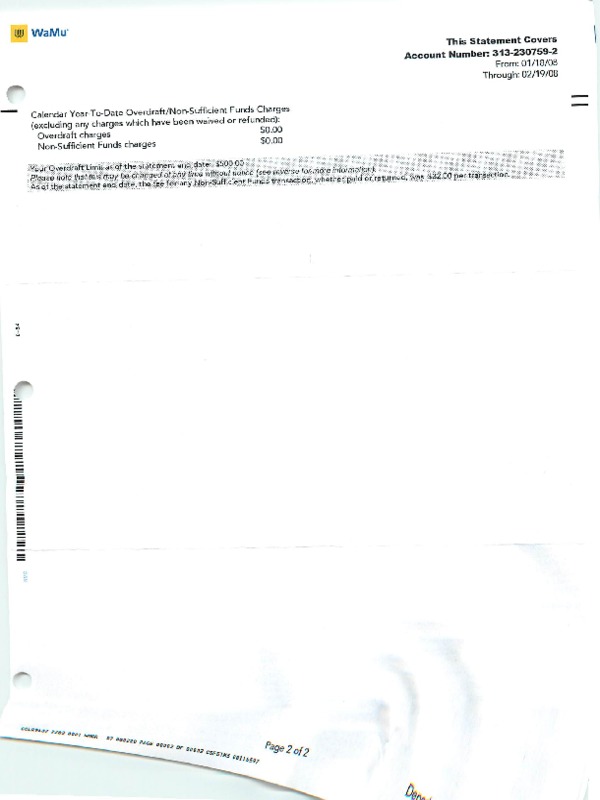 WaMu
This Statement Covers
Account Number: 313-230759-2
From: 01/18/08
Through: 02/19/08
Calendar Year-To-Date Overdraft/Non-Sufficient Funds Charges
(excluding any charges which have been waived or refunded):
Overdraft charges $0.00
Non-Sufficient Funds charges $0.00
Your Overdraft Limit as of the statement end date: $500.00
Please note that this may be changed at any time without notice (see reverse for more information).
As of the statement end date, the fee for any Non-Sufficient Funds transaction, whether paid or returned, was $32.00 per transaction.
Page 2 of 2